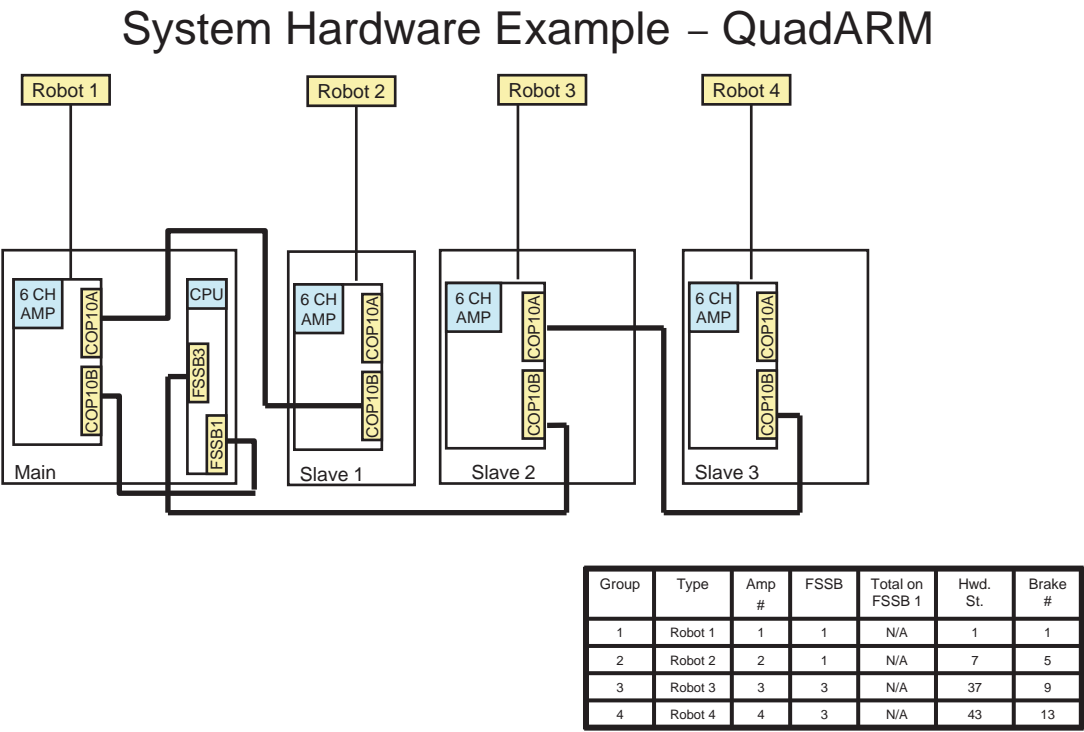 System Hardware Example – QuadARM
Robot 1
Robot 2
Robot 3
Robot 4
6 CH
AMP
COP10A
COP10B
CPU
FSSB3
FSSB1
Main
6 CH
AMP
COP10A
COP10B
Slave 1
6 CH
AMP
COP10A
COP10B
Slave 2
6 CH
AMP
COP10A
COP10B
Slave 3
Group Type Amp # FSSB Total on FSSB 1 Hwd. St. Brake #
1 Robot 1 1 1 N/A 1 1
2 Robot 2 2 1 N/A 7 5
3 Robot 3 3 3 N/A 37 9
4 Robot 4 4 3 N/A 43 13